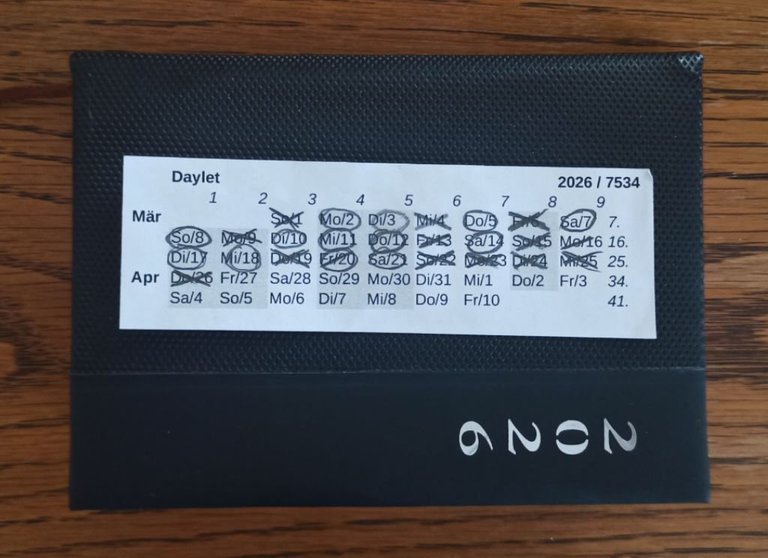 Daylet 2026 / 7534
1 2 3 4 5 6 7 8 9
Mär So/1 Mo/2 Di/3 Mi/4 Do/5 Fr/6 Sa/7 7.
So/8 Mo/9 Di/10 Mi/11 Do/12 Fr/13 Sa/14 So/15 Mo/16 16.
Di/17 Mi/18 Do/19 Fr/20 Sa/21 So/22 Mo/23 Di/24 Mi/25 25.
Apr Do/26 Fr/27 Sa/28 So/29 Mo/30 Di/31 Mi/1 Do/2 Fr/3 34.
Sa/4 So/5 Mo/6 Di/7 Mi/8 Do/9 Fr/10 41.
2026